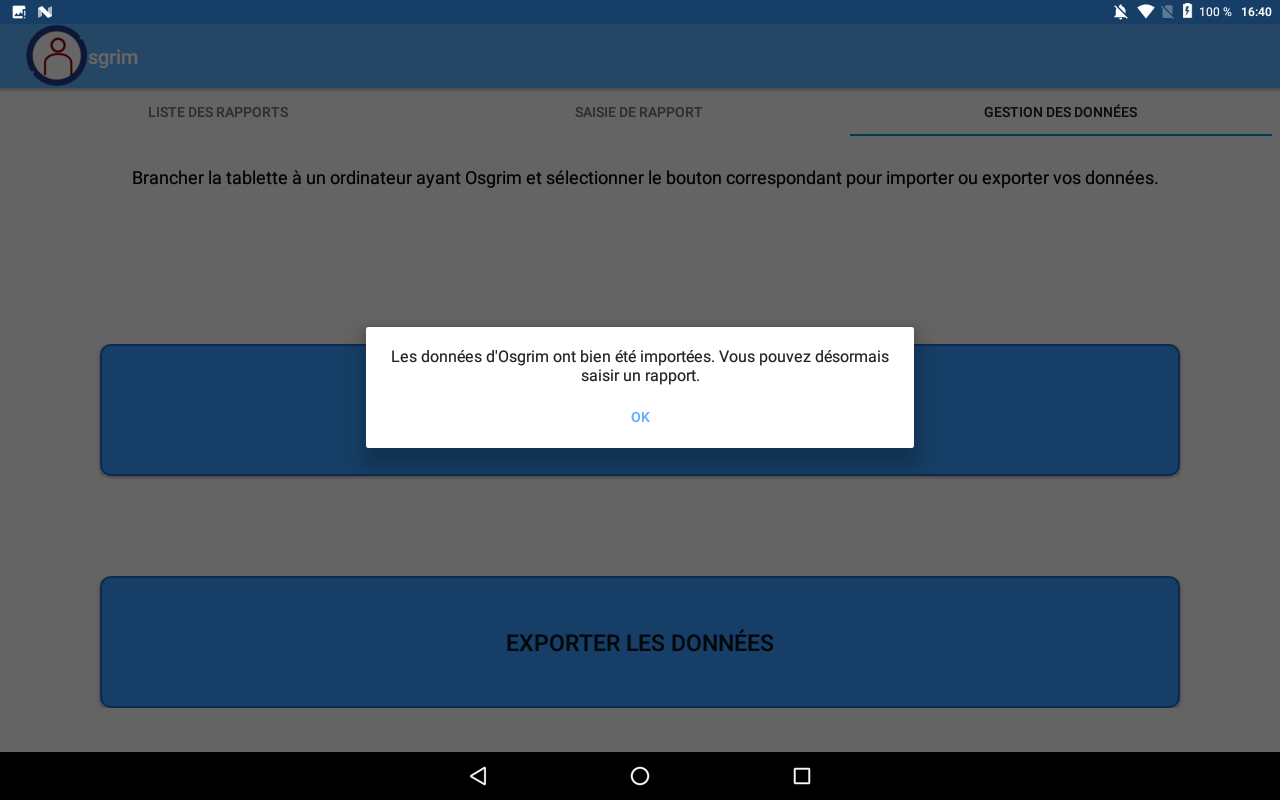 100 %
16:40
sgrim
LISTE DES RAPPORTS
SAISIE DE RAPPORT
GESTION DES DONNÉES
Brancher la tablette à un ordinateur ayant Osgrim et sélectionner le bouton correspondant pour importer ou exporter vos données.
Les données d'Osgrim ont bien été importées. Vous pouvez désormais
saisir un rapport.
OK
EXPORTER LES DONNÉES